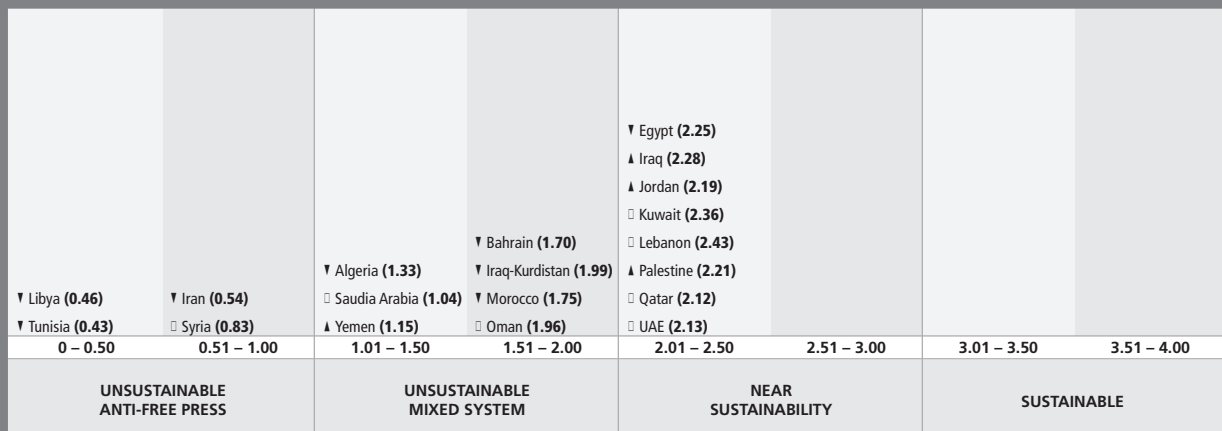 ▼ Egypt (2.25)
▲ Iraq (2.28)
▲ Jordan (2.19)
▯ Kuwait (2.36)
▼ Bahrain (1.70)
▯ Lebanon (2.43)
▼ Algeria (1.33)
▼ Iraq-Kurdistan (1.99)
▲ Palestine (2.21)
▼ Libya (0.46)
▼ Iran (0.54)
▯ Saudia Arabia (1.04)
▼ Morocco (1.75)
▯ Qatar (2.12)
▼ Tunisia (0.43)
▯ Syria (0.83)
▲ Yemen (1.15)
▯ Oman (1.96)
▯ UAE (2.13)
0 – 0.50
0.51 – 1.00
1.01 – 1.50
1.51 – 2.00
2.01 – 2.50
2.51 – 3.00
3.01 – 3.50
3.51 – 4.00
UNSUSTAINABLE
ANTI-FREE PRESS
UNSUSTAINABLE
MIXED SYSTEM
NEAR
SUSTAINABILITY
SUSTAINABLE